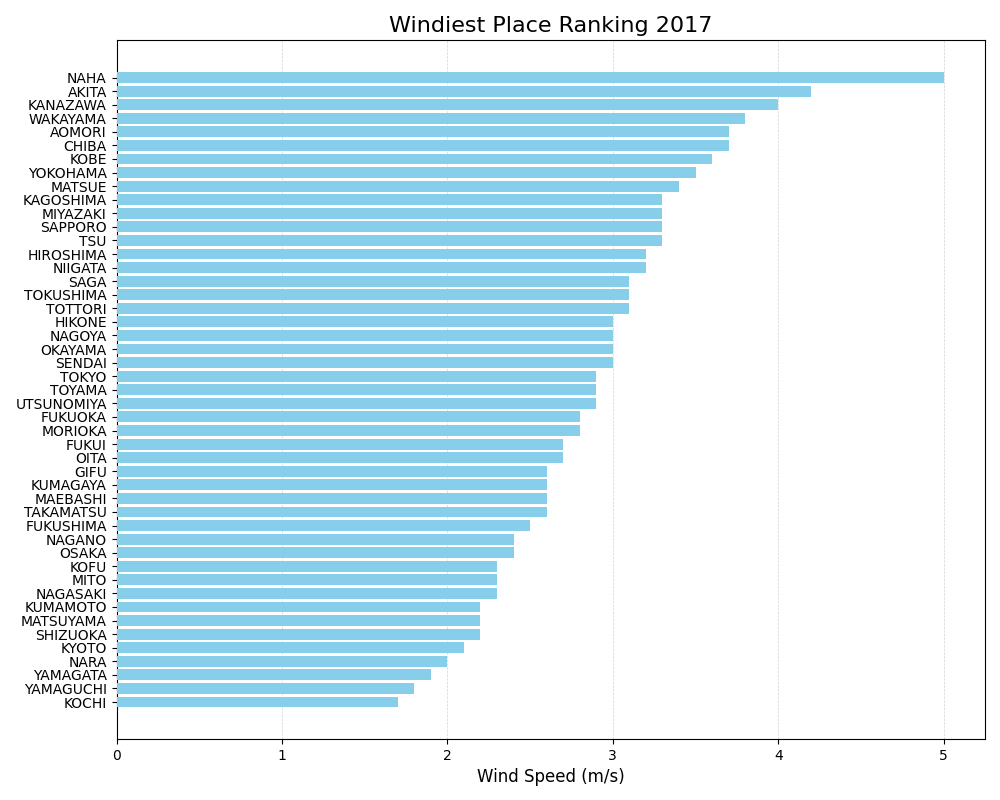 Windiest Place Ranking 2017
NAHA
AKITA
KANAZAWA
WAKAYAMA
AOMORI
CHIBA
KOBE
YOKOHAMA
MATSUE
KAGOSHIMA
MIYAZAKI
SAPPORO
TSU
HIROSHIMA
NIIGATA
SAGA
TOKUSHIMA
TOTTORI
HIKONE
NAGOYA
OKAYAMA
SENDAI
TOKYO
TOYAMA
UTSUNOMIYA
FUKUOKA
MORIOKA
FUKUI
OITA
GIFU
KUMAGAYA
MAEBASHI
TAKAMATSU
FUKUSHIMA
NAGANO
OSAKA
KOFU
MITO
NAGASAKI
KUMAMOTO
MATSUYAMA
SHIZUOKA
KYOTO
NARA
YAMAGATA
YAMAGUCHI
KOCHI
0 1 2 3 4 5
Wind Speed (m/s)